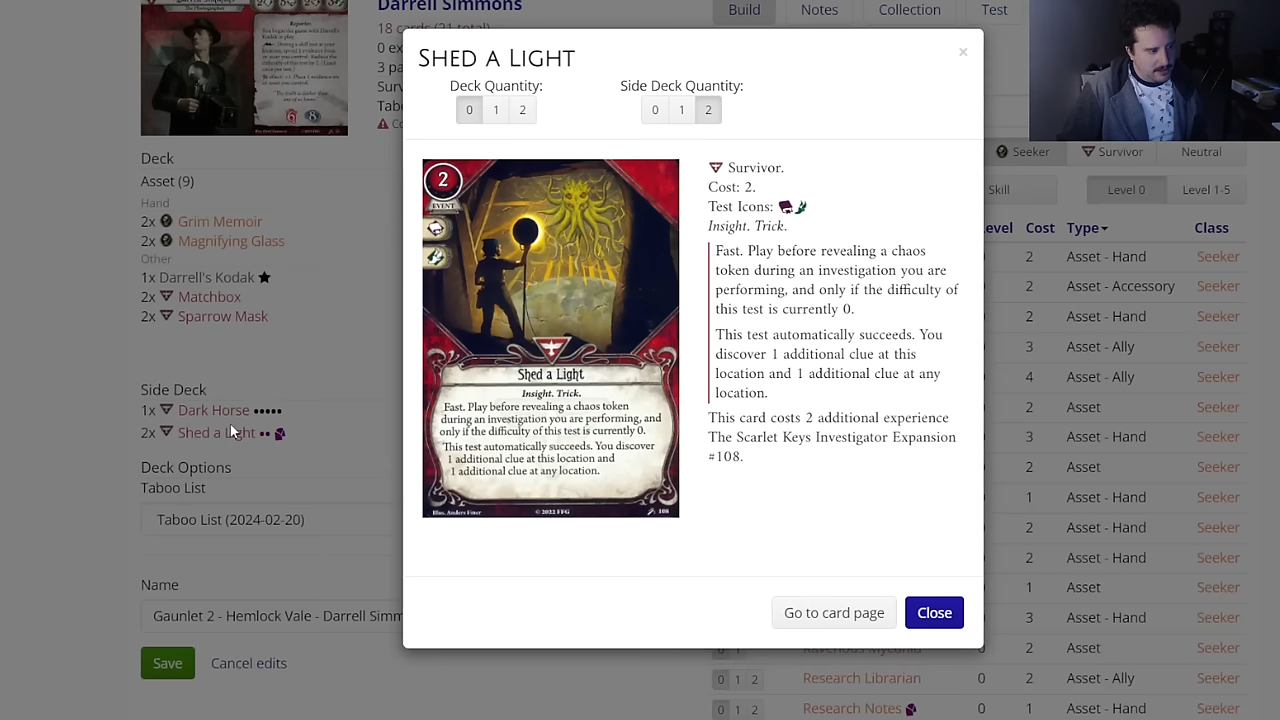 Darrell Simmons
Build
Notes
Collection
Test
18 cards (21 total)
0 ex
3 pa
Surv
Tabo
SHED A LIGHT
×
Deck Quantity:
Side Deck Quantity:
0 1 2
0 1 2
Deck
Asset (9)
Hand
2x Grim Memoir
2x Magnifying Glass
Other
1x Darrell's Kodak
2x Matchbox
2x Sparrow Mask
Side Deck
1x Dark Horse
2x Shed a Light
Deck Options
Taboo List
Taboo List (2024-02-20)
Name
Gaunlet 2 - Hemlock Vale - Darrell Simm
Save
Cancel edits
2
EVENT
Shed a Light
Insight. Trick.
Fast. Play before revealing a chaos token
during an investigation you are performing, and
only if the difficulty of this test is currently 0.
This test automatically succeeds. You discover
1 additional clue at this location and
1 additional clue at any location.
Illus. Anders Finer
© 2022 FFG
108
Survivor.
Cost: 2.
Test Icons:
Insight. Trick.
Fast. Play before revealing a chaos
token during an investigation you are
performing, and only if the difficulty of
this test is currently 0.
This test automatically succeeds. You
discover 1 additional clue at this
location and 1 additional clue at any
location.
This card costs 2 additional experience
The Scarlet Keys Investigator Expansion
#108.
Go to card page
Close
Seeker
Survivor
Neutral
Skill
Level 0
Level 1-5
Level
Cost
Type
Class
2 Asset - Hand Seeker
2 Asset - Accessory Seeker
2 Asset - Hand Seeker
3 Asset - Ally Seeker
4 Asset - Ally Seeker
2 Asset Seeker
3 Asset - Hand Seeker
2 Asset Seeker
1 Asset - Hand Seeker
2 Asset - Hand Seeker
2 Asset - Hand Seeker
1 Asset Seeker
3 Asset - Hand Seeker
0 1 Ravenous Myconid 0 2 Asset Seeker
0 1 2 Research Librarian 0 2 Asset - Ally Seeker
0 1 2 Research Notes 0 1 Asset - Hand Seeker